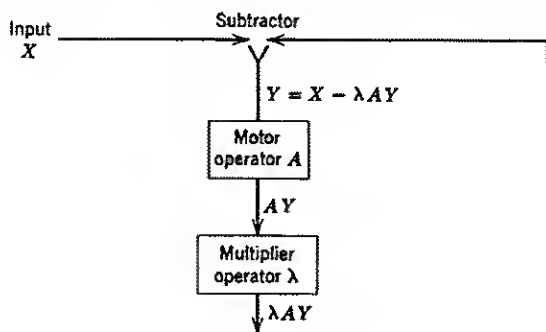 Subtractor
Input
X
Y = X − λAY
Motor
operator A
AY
Multiplier
operator λ
λAY